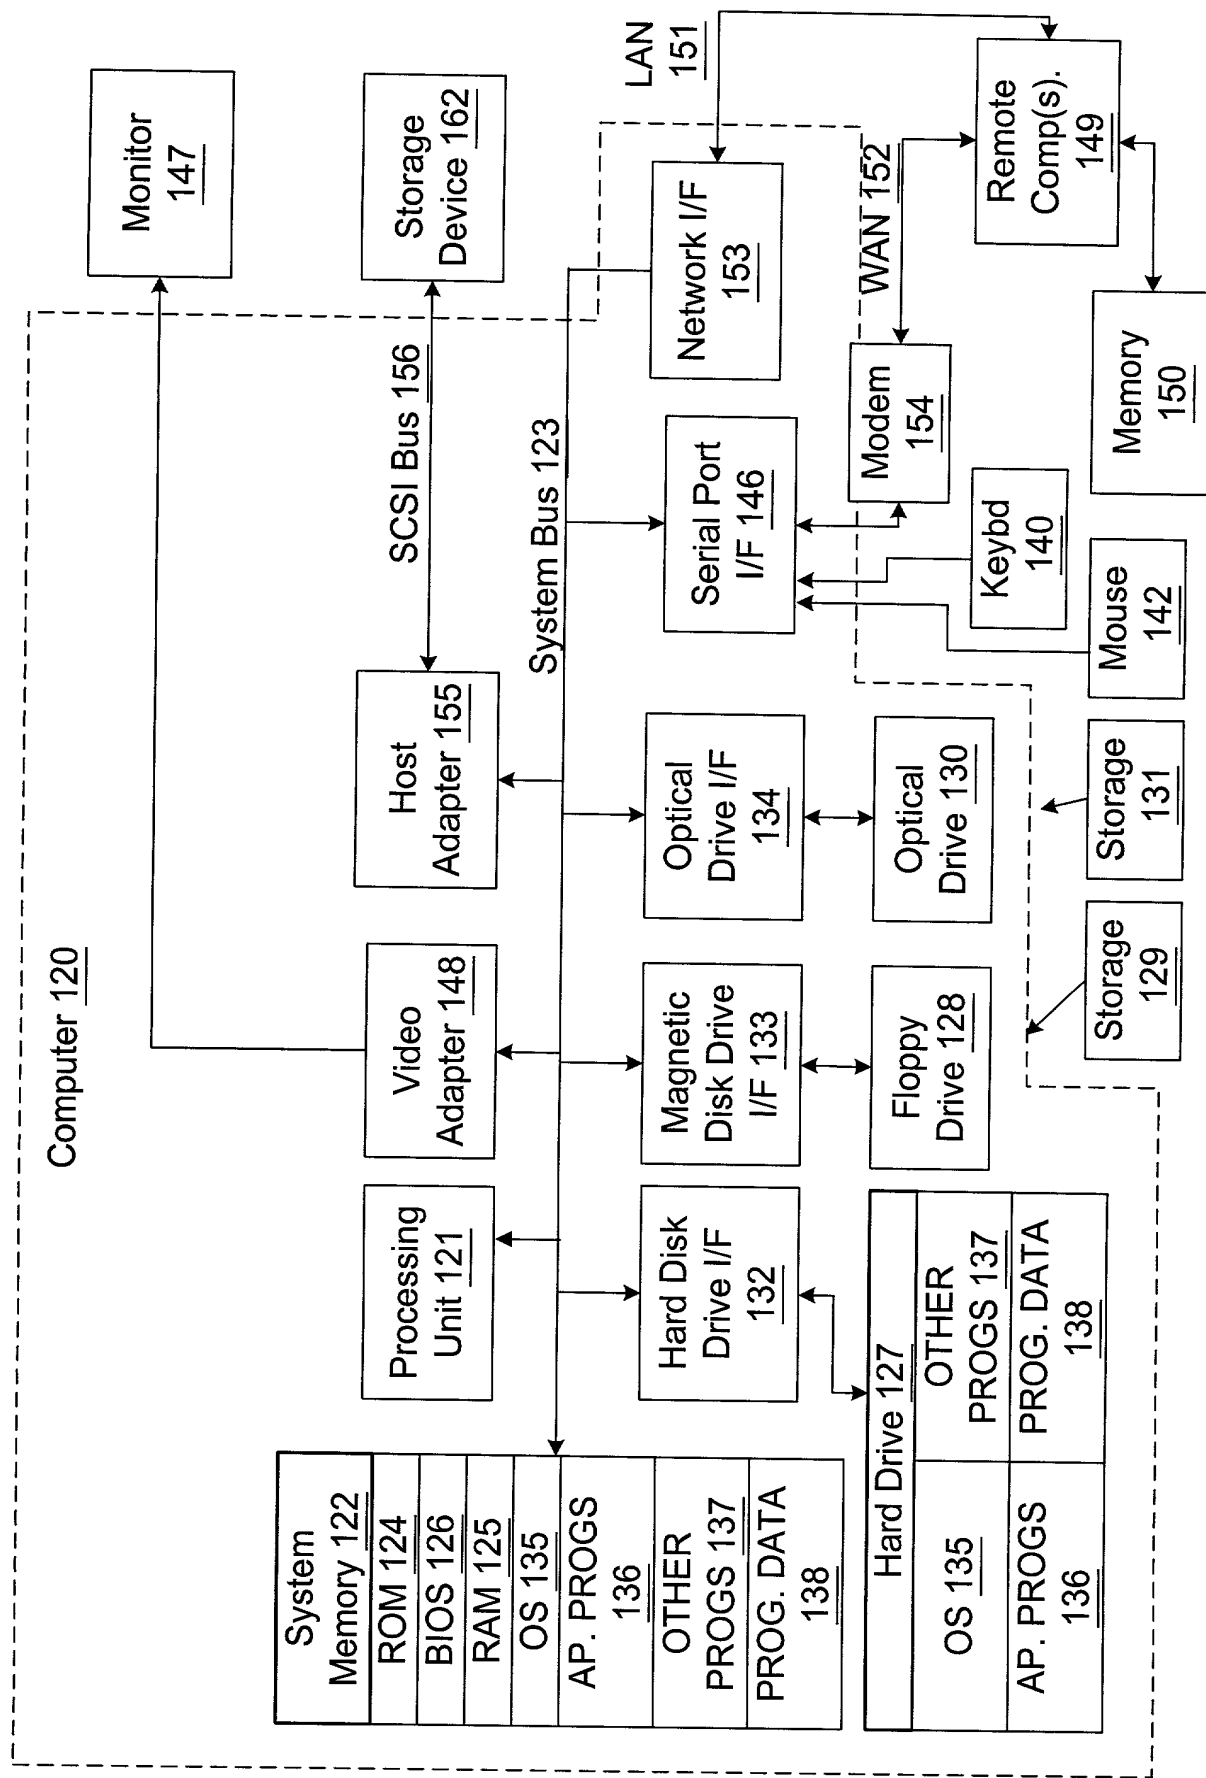 Computer 120
Monitor
147
System
Memory 122
ROM 124
BIOS 126
RAM 125
OS 135
AP. PROGS
136
OTHER
PROGS 137
PROG. DATA
138
Processing
Unit 121
Video
Adapter 148
Host
Adapter 155
SCSI Bus 156
Storage
Device 162
System Bus 123
Hard Disk
Drive I/F
132
Magnetic
Disk Drive
I/F 133
Optical
Drive I/F
134
Serial Port
I/F 146
Network I/F
153
LAN
151
Hard Drive 127
OS 135
OTHER
PROGS 137
AP. PROGS
136
PROG. DATA
138
Floppy
Drive 128
Optical
Drive 130
Modem
154
WAN 152
Storage
129
Storage
131
Mouse
142
Keybd
140
Memory
150
Remote
Comp(s).
149